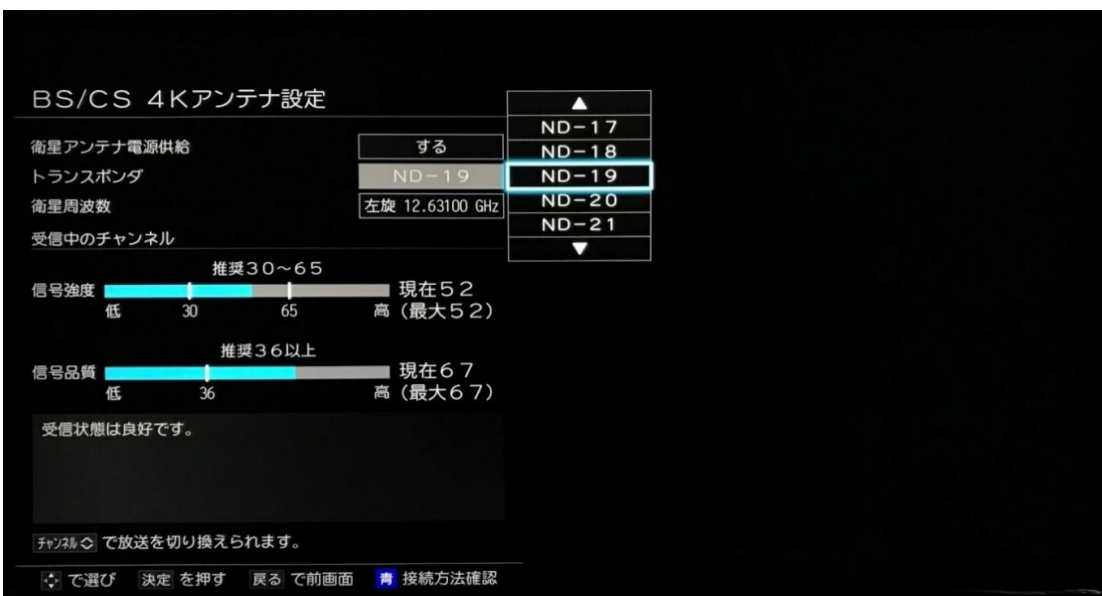 BS/CS 4Kアンテナ設定
衛星アンテナ電源供給 する
トランスポンダ ND-19
衛星周波数 左旋 12.63100 GHz
▲
ND-17
ND-18
ND-19
ND-20
ND-21
▼
受信中のチャンネル
推奨30~65
信号強度 現在52
低 30 65 高 (最大52)
推奨36以上
信号品質 現在67
低 36 高 (最大67)
受信状態は良好です。
チャンネル で放送を切り換えられます。
で選び 決定 を押す 戻る で前画面 青 接続方法確認